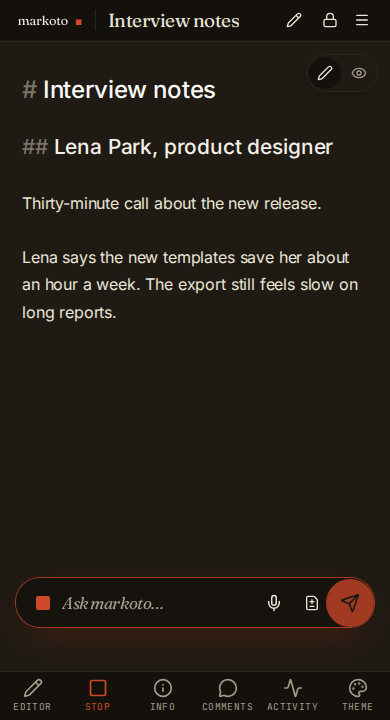 markoto
Interview notes
# Interview notes
## Lena Park, product designer
Thirty-minute call about the new release.
Lena says the new templates save her about
an hour a week. The export still feels slow on
long reports.
Ask markoto...
EDITOR STOP INFO COMMENTS ACTIVITY THEME